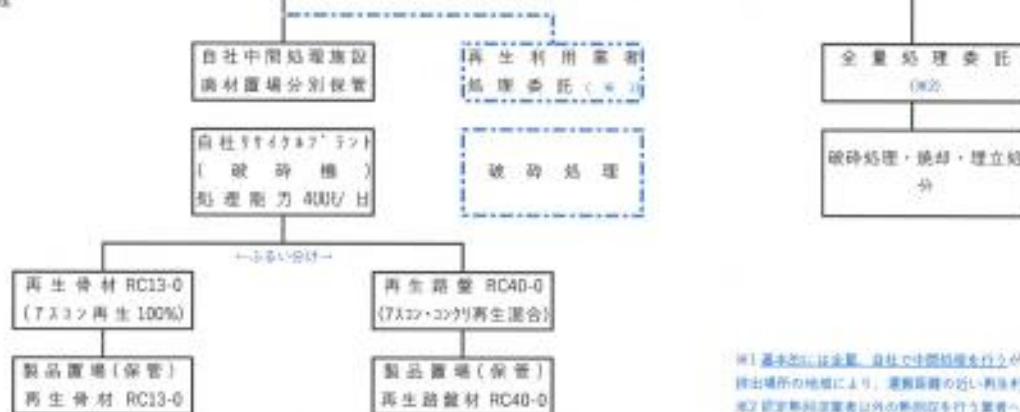 自社中間処理施設
廃材置場分別保管
再生利用業者
処理委託(※1)
全量処理委託
(※2)
自社リサイクルプラント
(破砕機)
処理能力 400t/日
破砕処理
破砕処理・焼却・埋立処
分
←ふるい分け→
再生骨材 RC13-0
(アスコン再生100%)
再生路盤 RC40-0
(アスコン・コンクリ再生混合)
製品置場(保管)
再生骨材 RC13-0
製品置場(保管)
再生路盤材 RC40-0
※1 基本的には全量、自社で中間処理を行うが
排出場所の地域により、運搬距離の近い再生利
※2 認定熱回収業者以外の熱回収を行う業者へ